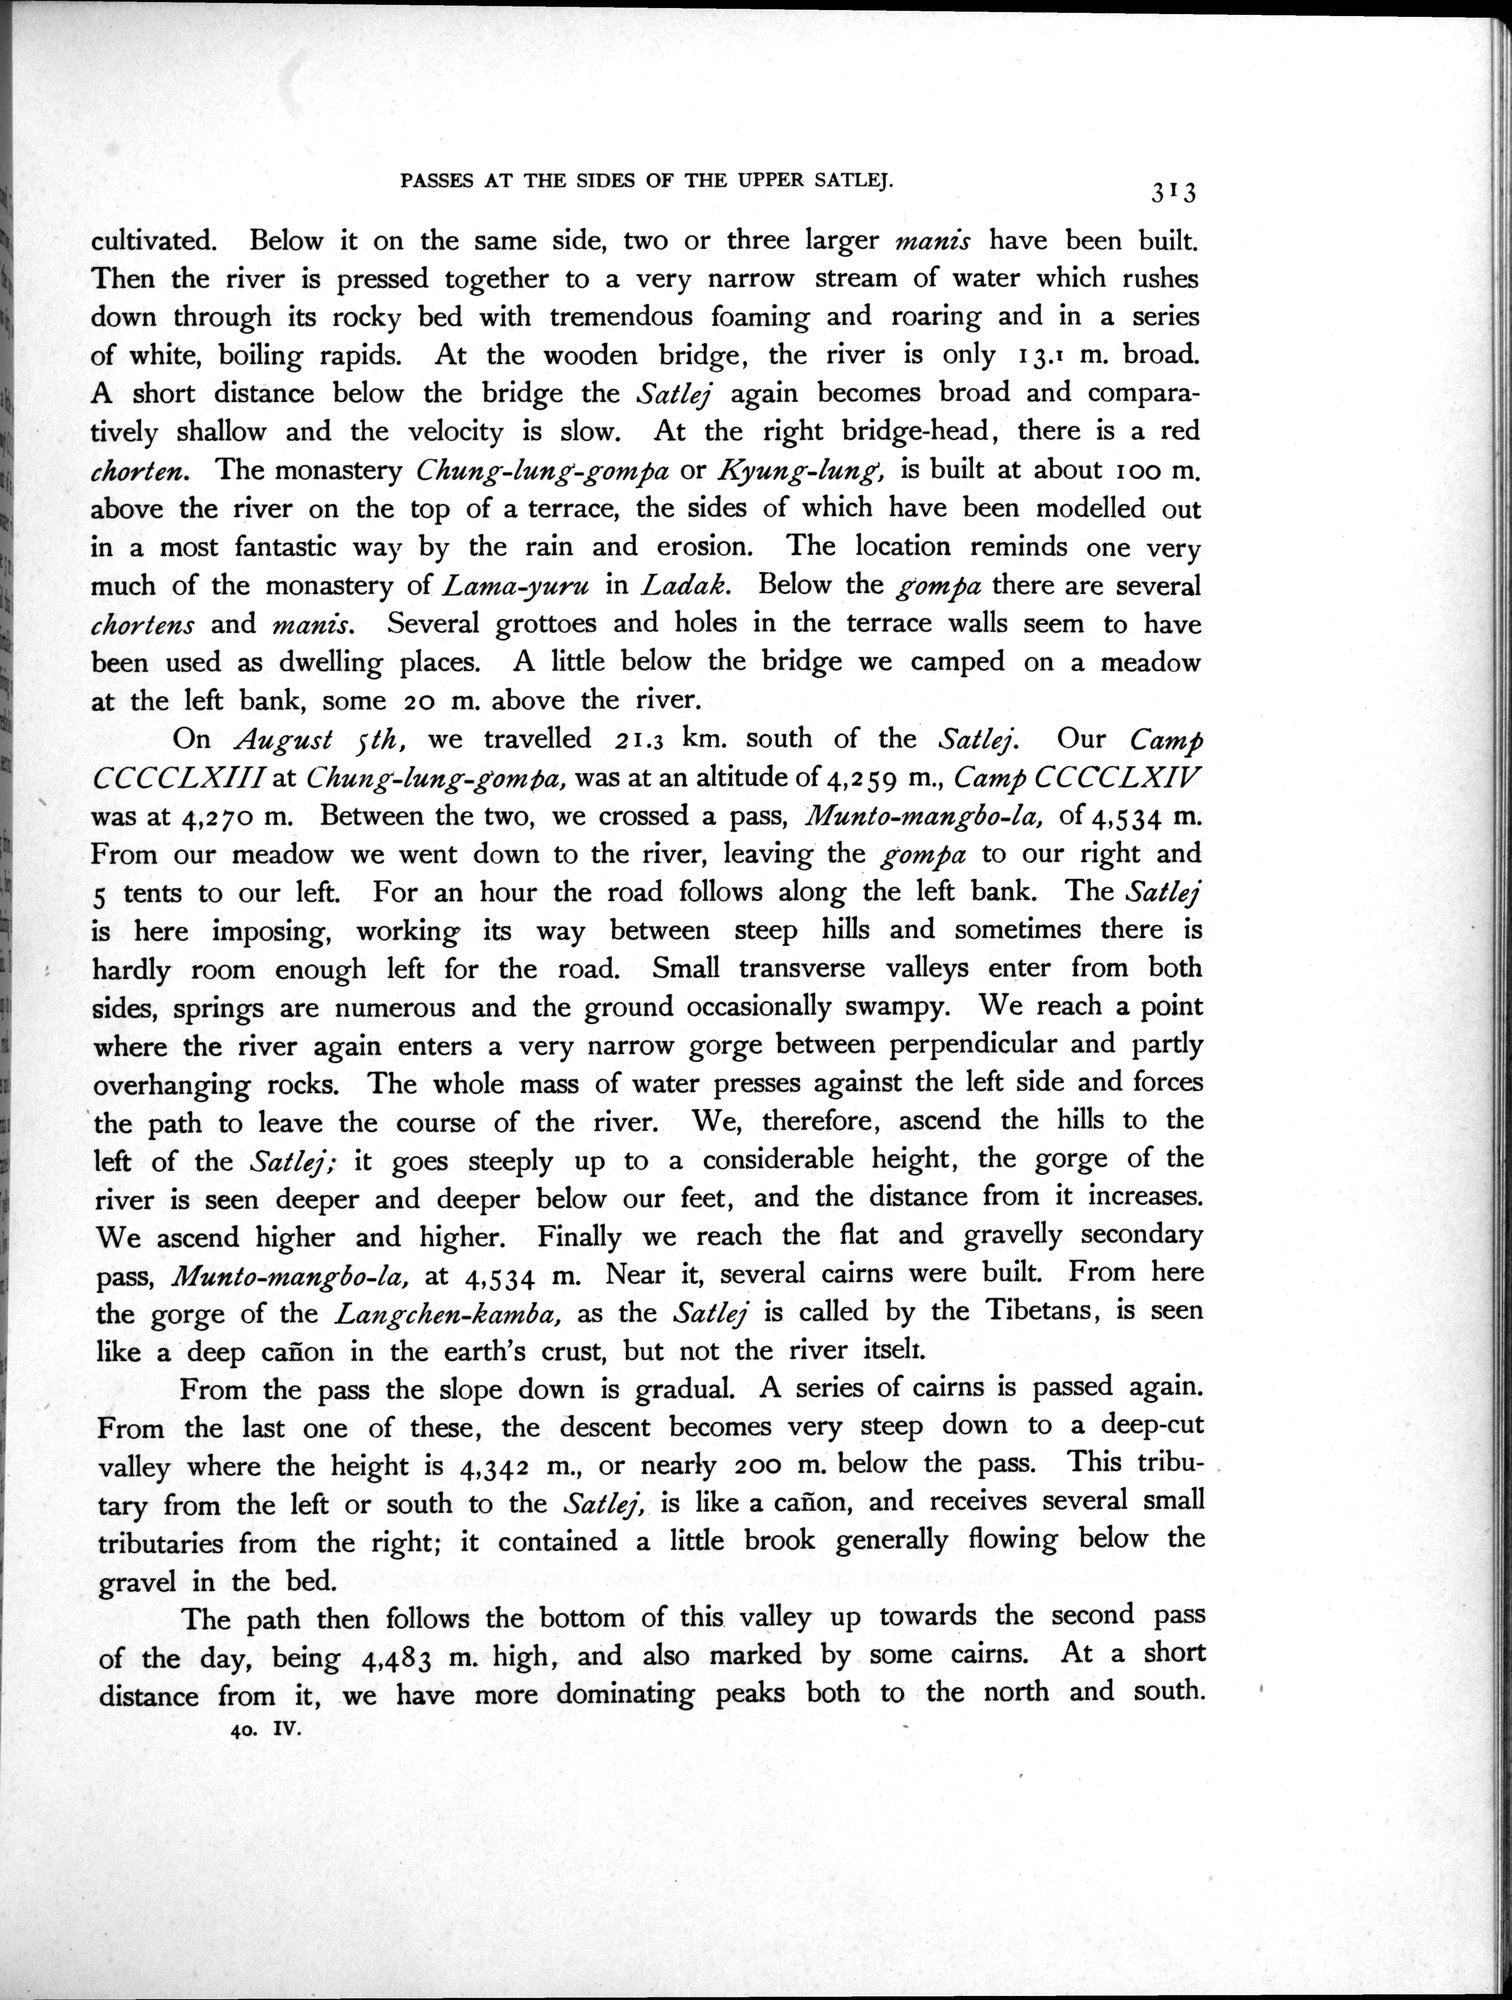 PASSES AT THE SIDES OF THE UPPER SATLEJ.
313
cultivated. Below it on the same side, two or three larger manis have been built.
Then the river is pressed together to a very narrow stream of water which rushes
down through its rocky bed with tremendous foaming and roaring and in a series
of white, boiling rapids. At the wooden bridge, the river is only 13.1 m. broad.
A short distance below the bridge the Satlej again becomes broad and compara-
tively shallow and the velocity is slow. At the right bridge-head, there is a red
chorten. The monastery Chung-lung-gompa or Kyung-lung, is built at about 100 m.
above the river on the top of a terrace, the sides of which have been modelled out
in a most fantastic way by the rain and erosion. The location reminds one very
much of the monastery of Lama-yuru in Ladak. Below the gompa there are several
chortens and manis. Several grottoes and holes in the terrace walls seem to have
been used as dwelling places. A little below the bridge we camped on a meadow
at the left bank, some 20 m. above the river.
On August 5th, we travelled 21.3 km. south of the Satlej. Our Camp
CCCCLXIII at Chung-lung-gompa, was at an altitude of 4,259 m., Camp CCCCLXIV
was at 4,270 m. Between the two, we crossed a pass, Munto-mangbo-la, of 4,534 m.
From our meadow we went down to the river, leaving the gompa to our right and
5 tents to our left. For an hour the road follows along the left bank. The Satlej
is here imposing, working its way between steep hills and sometimes there is
hardly room enough left for the road. Small transverse valleys enter from both
sides, springs are numerous and the ground occasionally swampy. We reach a point
where the river again enters a very narrow gorge between perpendicular and partly
overhanging rocks. The whole mass of water presses against the left side and forces
the path to leave the course of the river. We, therefore, ascend the hills to the
left of the Satlej; it goes steeply up to a considerable height, the gorge of the
river is seen deeper and deeper below our feet, and the distance from it increases.
We ascend higher and higher. Finally we reach the flat and gravelly secondary
pass, Munto-mangbo-la, at 4,534 m. Near it, several cairns were built. From here
the gorge of the Langchen-kamba, as the Satlej is called by the Tibetans, is seen
like a deep cañon in the earth's crust, but not the river itself.
From the pass the slope down is gradual. A series of cairns is passed again.
From the last one of these, the descent becomes very steep down to a deep-cut
valley where the height is 4,342 m., or nearly 200 m. below the pass. This tribu-
tary from the left or south to the Satlej, is like a cañon, and receives several small
tributaries from the right; it contained a little brook generally flowing below the
gravel in the bed.
The path then follows the bottom of this valley up towards the second pass
of the day, being 4,483 m. high, and also marked by some cairns. At a short
distance from it, we have more dominating peaks both to the north and south.
40. IV.